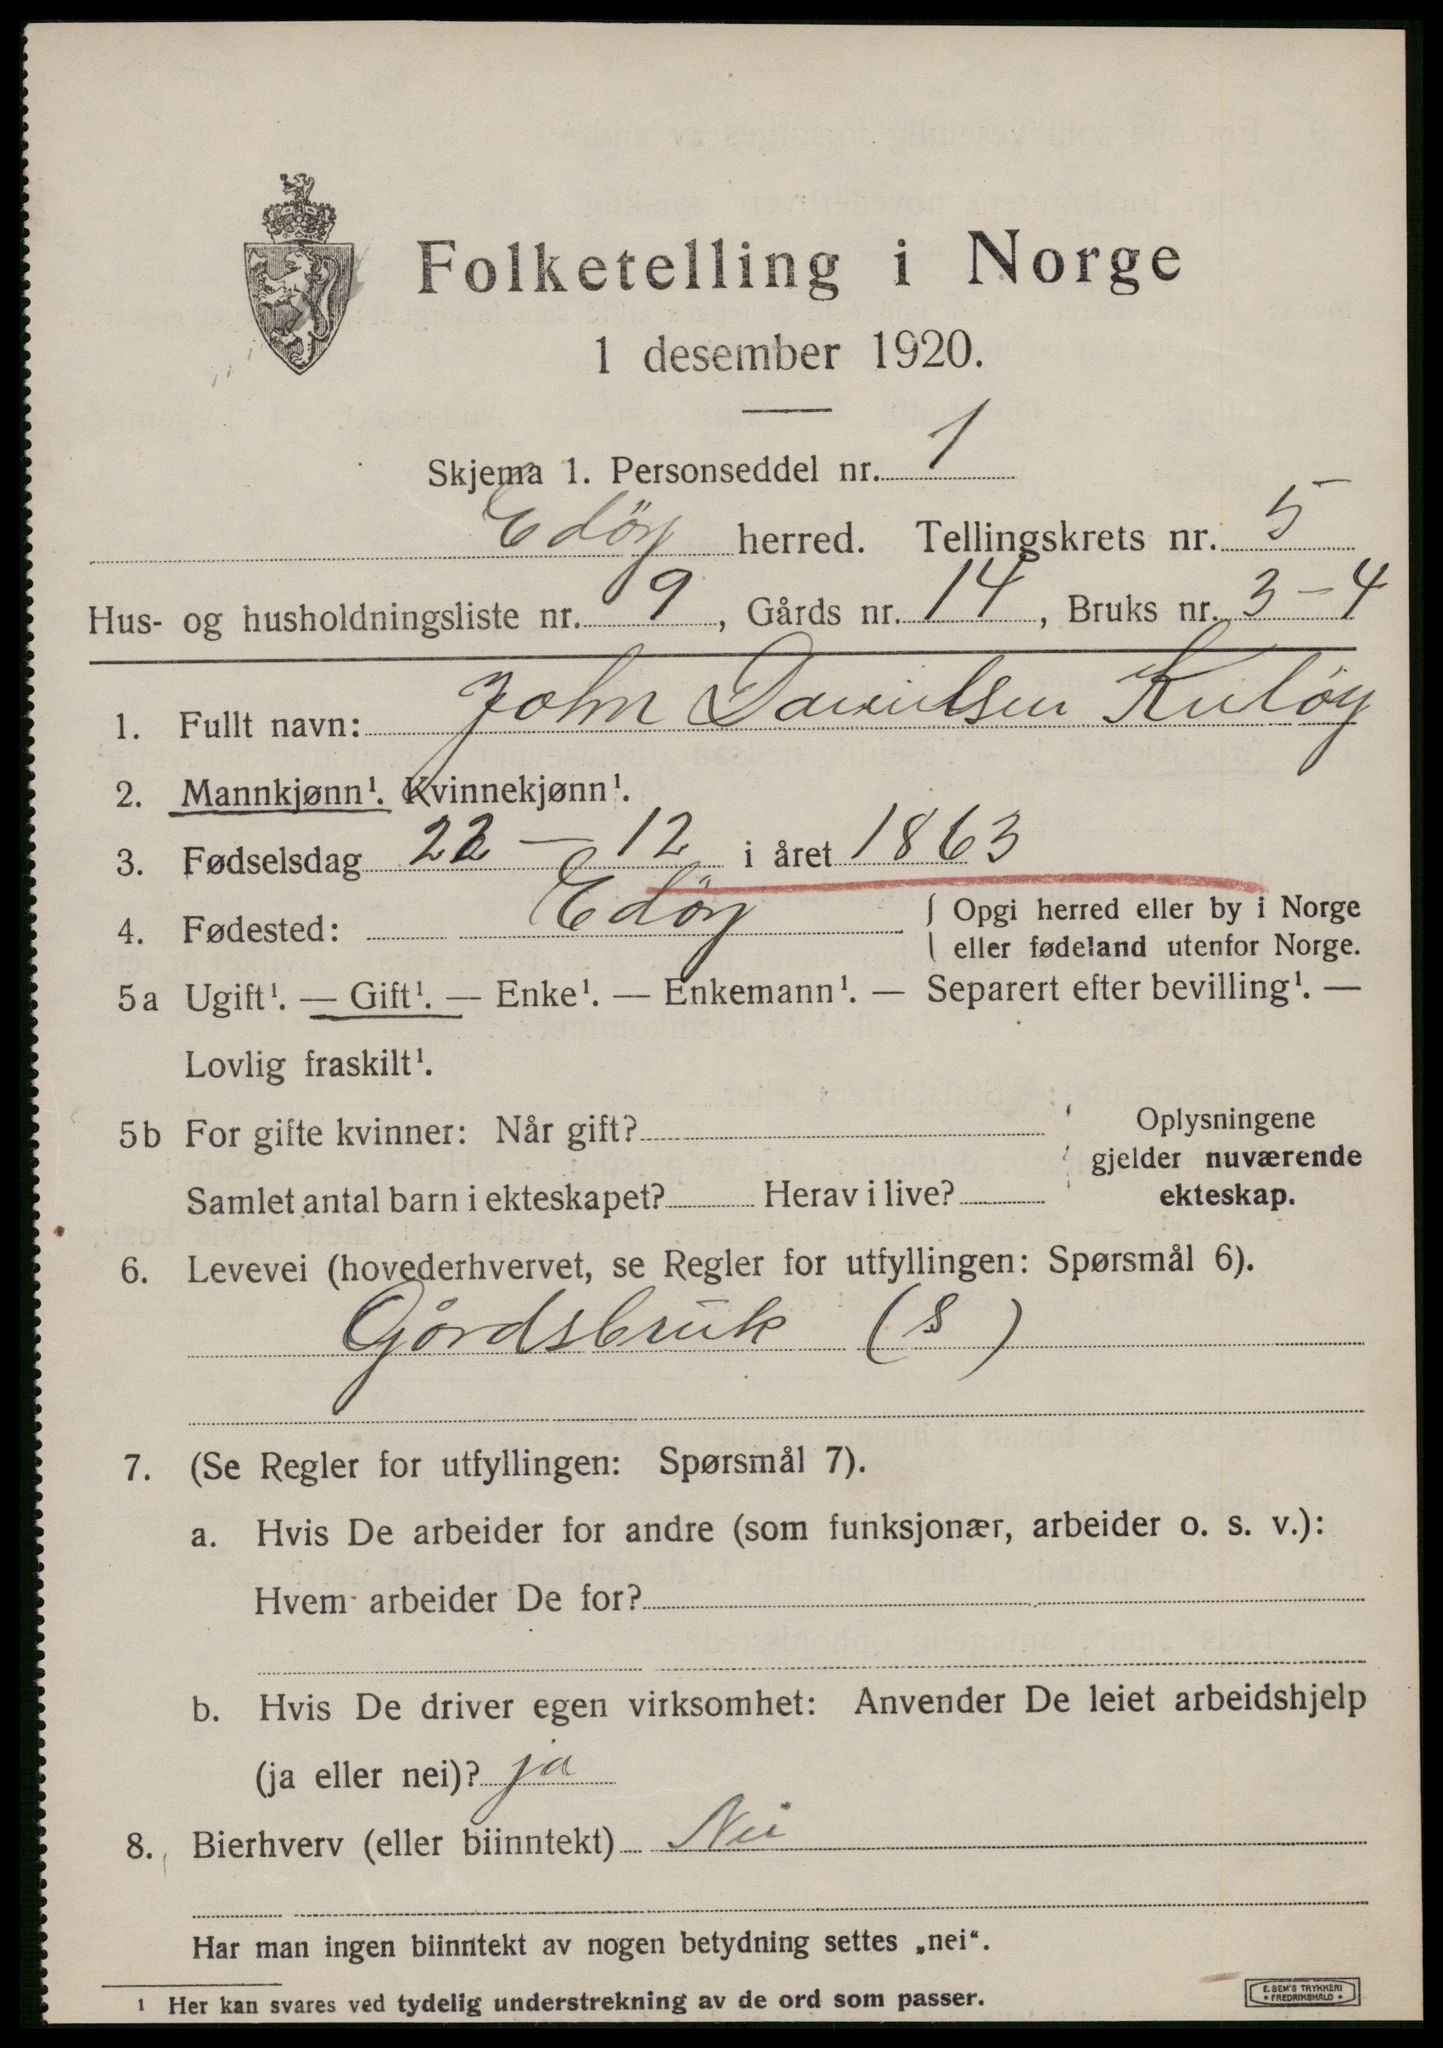 Folketelling i Norge
1 desember 1920.
Skjema 1. Personseddel nr. 1
Edöy herred. Tellingskrets nr. 5
Hus- og husholdningsliste nr. 9, Gårds nr. 14, Bruks nr. 3-4
1. Fullt navn: John Danielsen Kulöy
2. Mannkjønn¹. Kvinnekjønn¹.
3. Fødselsdag 22 - 12 i året 1863
4. Fødested: Edöy { Opgi herred eller by i Norge
eller fødeland utenfor Norge.
5a Ugift¹. — Gift¹. — Enke¹. — Enkemann¹. — Separert efter bevilling¹. —
Lovlig fraskilt¹.
5b For gifte kvinner: Når gift?
Samlet antal barn i ekteskapet? Herav i live?
Oplysningene
gjelder nuværende
ekteskap.
6. Levevei (hovederhvervet, se Regler for utfyllingen: Spørsmål 6).
Gårdsbruk (S)
7. (Se Regler for utfyllingen: Spørsmål 7).
a. Hvis De arbeider for andre (som funksjonær, arbeider o. s. v.):
Hvem arbeider De for?
b. Hvis De driver egen virksomhet: Anvender De leiet arbeidshjelp
(ja eller nei)? ja
8. Bierhverv (eller biinntekt) Nei
Har man ingen biinntekt av nogen betydning settes „nei“.
¹ Her kan svares ved tydelig understrekning av de ord som passer.
E. SEM'S TRYKKERI
• FREDRIKSHALD •